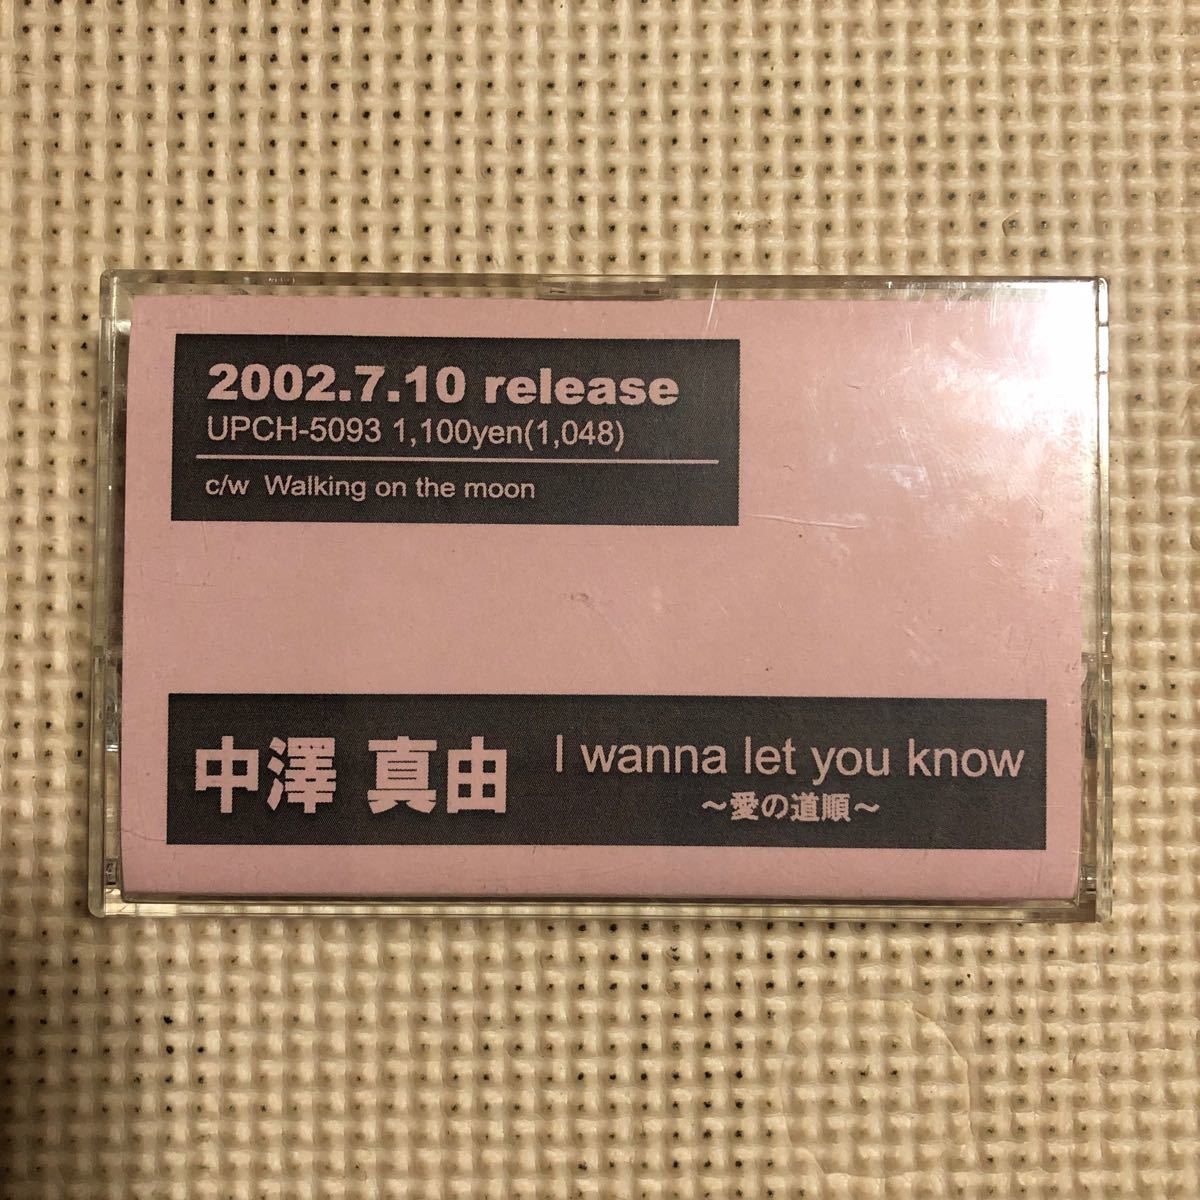 2002.7.10 release
UPCH-5093 1,100yen(1,048)
c/w Walking on the moon
中澤 真由 I wanna let you know
～愛の道順～